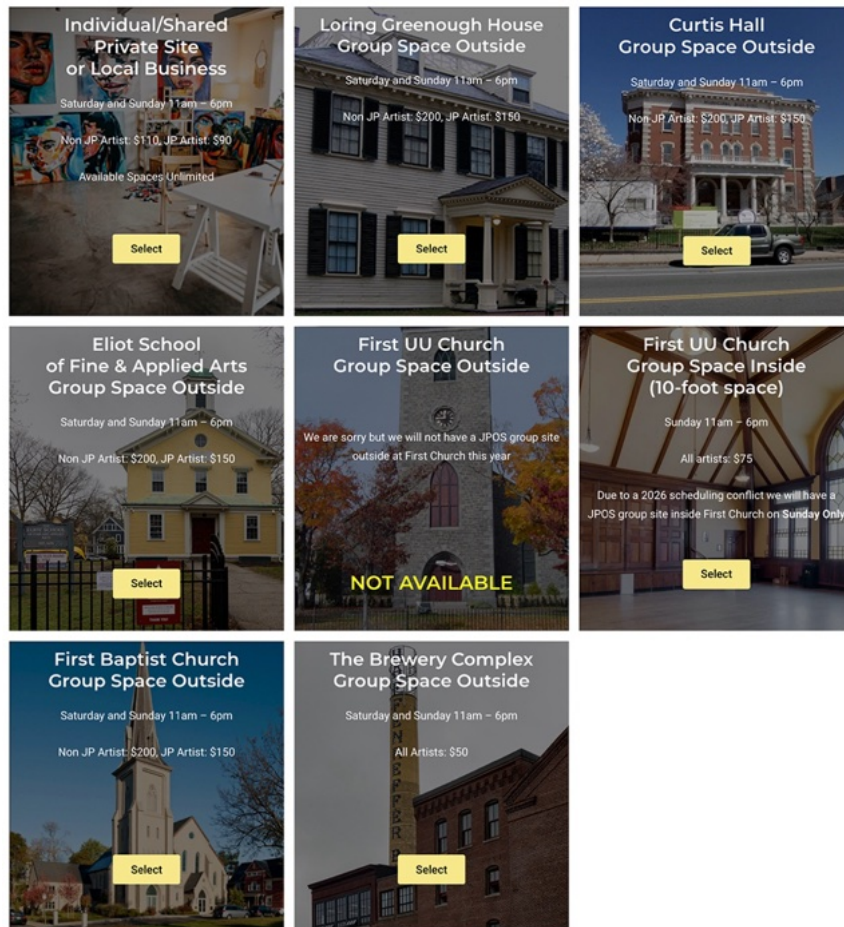 Individual/Shared
Private Site
or Local Business
Saturday and Sunday 11am – 6pm
Non JP Artist: $110, JP Artist: $90
Available Spaces Unlimited
Select
Loring Greenough House
Group Space Outside
Saturday and Sunday 11am – 6pm
Non JP Artist: $200, JP Artist: $150
Select
Curtis Hall
Group Space Outside
Saturday and Sunday 11am – 6pm
Non JP Artist: $200, JP Artist: $150
Select
Eliot School
of Fine & Applied Arts
Group Space Outside
Saturday and Sunday 11am – 6pm
Non JP Artist: $200, JP Artist: $150
Select
First UU Church
Group Space Outside
We are sorry but we will not have a JPOS group site
outside at First Church this year
NOT AVAILABLE
First UU Church
Group Space Inside
(10-foot space)
Sunday 11am – 6pm
All artists: $75
Due to a 2026 scheduling conflict we will have a
JPOS group site inside First Church on Sunday Only
Select
First Baptist Church
Group Space Outside
Saturday and Sunday 11am – 6pm
Non JP Artist: $200, JP Artist: $150
Select
The Brewery Complex
Group Space Outside
Saturday and Sunday 11am – 6pm
All Artists: $50
Select